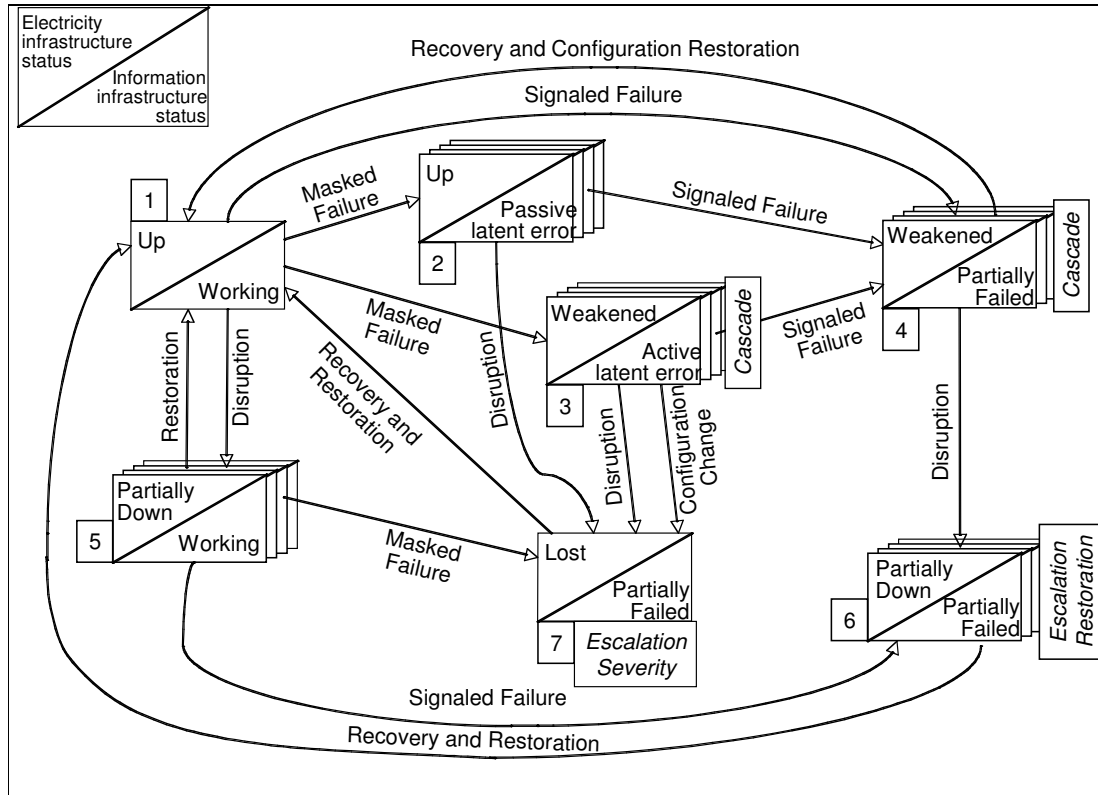 Electricity
infrastructure
status
Information
infrastructure
status
Recovery and Configuration Restoration
Signaled Failure
1
Up
Working
Masked
Failure
Up
Passive
latent error
2
Signaled Failure
Weakened
Partially
Failed
4
Cascade
Masked
Failure
Weakened
Active
latent error
3
Cascade
Signaled
Failure
Restoration
Disruption
Recovery and
Restoration
Disruption
Disruption
Configuration
Change
Disruption
Partially
Down
Working
5
Masked
Failure
Lost
Partially
Failed
7
Escalation
Severity
Partially
Down
Partially
Failed
6
Escalation
Restoration
Signaled Failure
Recovery and Restoration